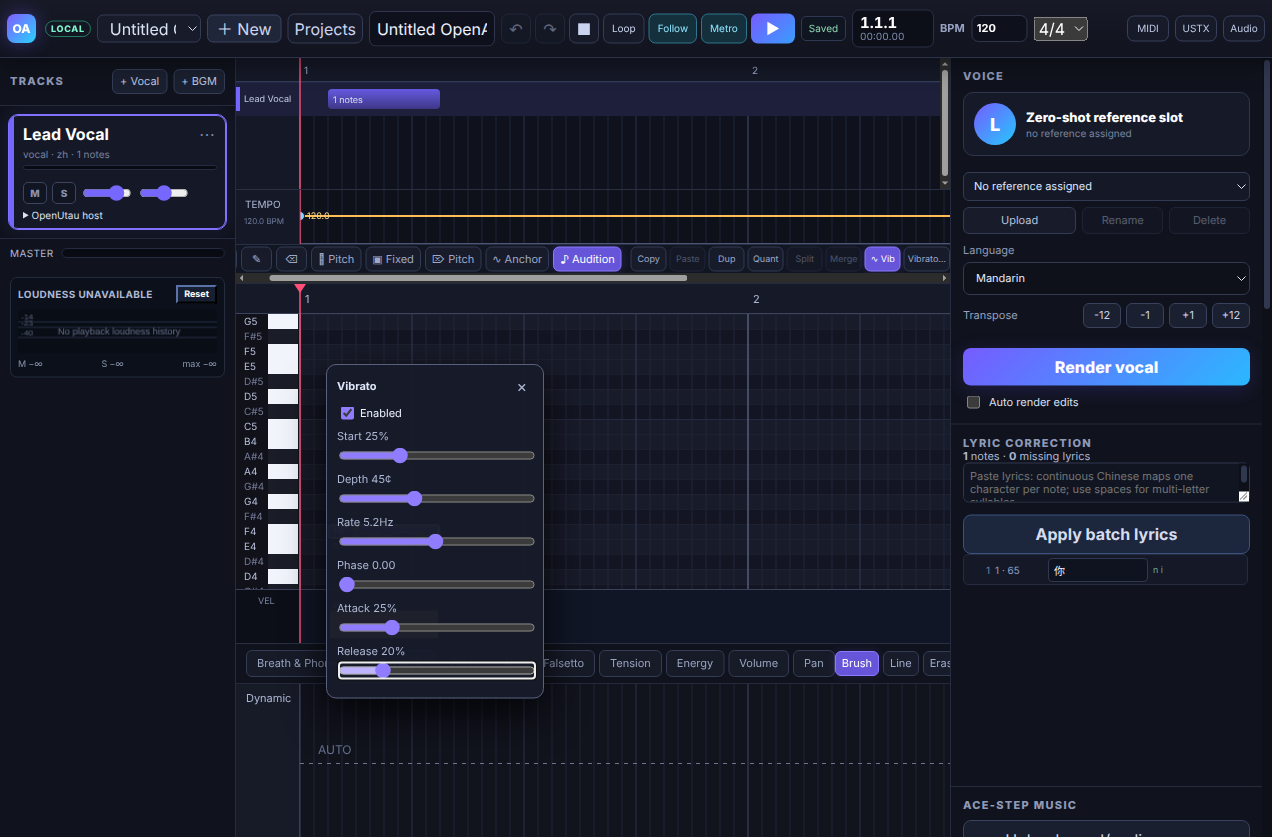 OA LOCAL Untitled ( + New Projects Untitled OpenA Loop Follow Metro Saved 1.1.1 00:00.00 BPM 120 4/4 MIDI USTX Audio
TRACKS + Vocal + BGM
Lead Vocal ...
vocal · zh · 1 notes
M S
OpenUtau host
MASTER
LOUDNESS UNAVAILABLE Reset
-14
-23
-40
No playback loudness history
M −∞ S −∞ max −∞
1 2
Lead Vocal 1 notes
TEMPO
120.0 BPM 120.0
Pitch Fixed Pitch Anchor Audition Copy Paste Dup Quant Split Merge Vib Vibrato...
1 2
G5
F#5
F5
E5
D#5
D5
C#5
C5
B4
A#4
A4
G#4
G4
F#4
F4
E4
D#4
D4
VEL
Vibrato ×
Enabled
Start 25%
Depth 45¢
Rate 5.2Hz
Phase 0.00
Attack 25%
Release 20%
Breath & Phon Falsetto Tension Energy Volume Pan Brush Line Eras
Dynamic
AUTO
VOICE
L Zero-shot reference slot
no reference assigned
No reference assigned
Upload Rename Delete
Language
Mandarin
Transpose -12 -1 +1 +12
Render vocal
Auto render edits
LYRIC CORRECTION
1 notes · 0 missing lyrics
Paste lyrics: continuous Chinese maps one
character per note; use spaces for multi-letter
Apply batch lyrics
1 1 · 65 你 n i
ACE-STEP MUSIC